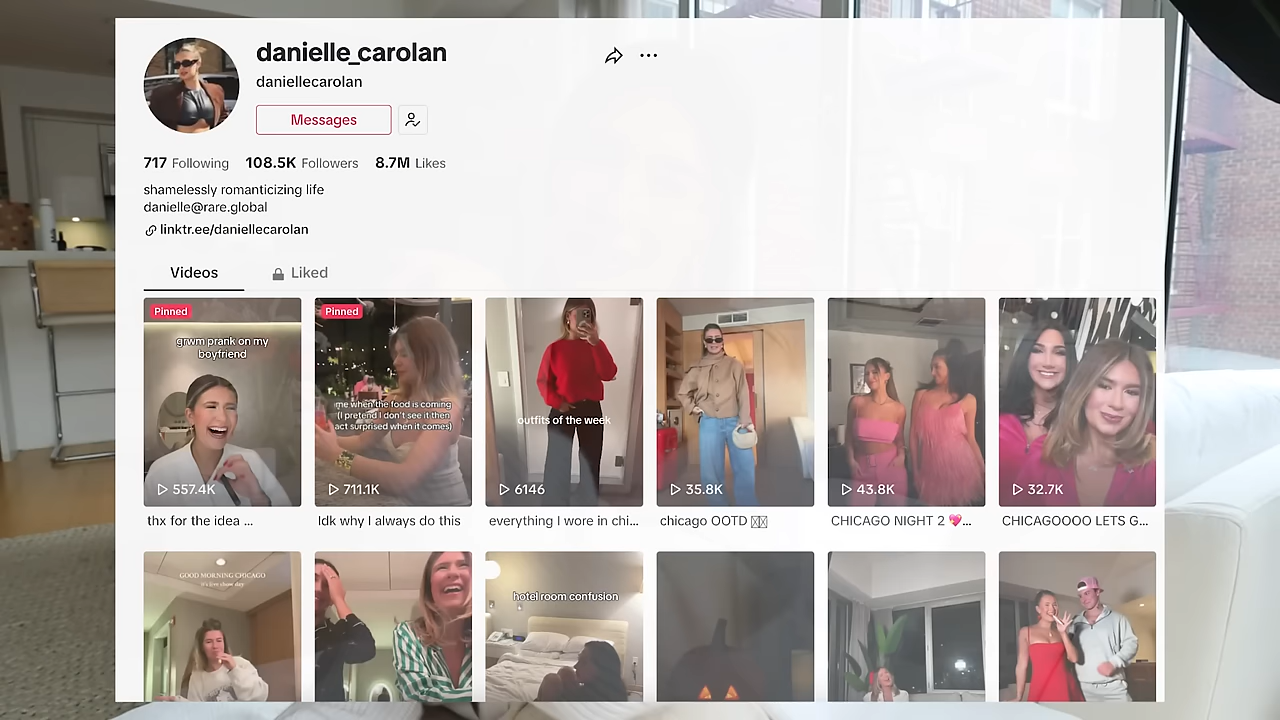 danielle_carolan
daniellecarolan
Messages
717 Following 108.5K Followers 8.7M Likes
shamelessly romanticizing life
danielle@rare.global
linktr.ee/daniellecarolan
Videos
Liked
Pinned
grwm prank on my
boyfriend
557.4K
thx for the idea ...
Pinned
me when the food is coming
(I pretend I don't see it then
act surprised when it comes)
711.1K
Idk why I always do this
outfits of the week
6146
everything I wore in chi...
35.8K
chicago OOTD
43.8K
CHICAGO NIGHT 2 💖...
32.7K
CHICAGOOOO LETS G...
GOOD MORNING CHICAGO
it's live show day
hotel room confusion